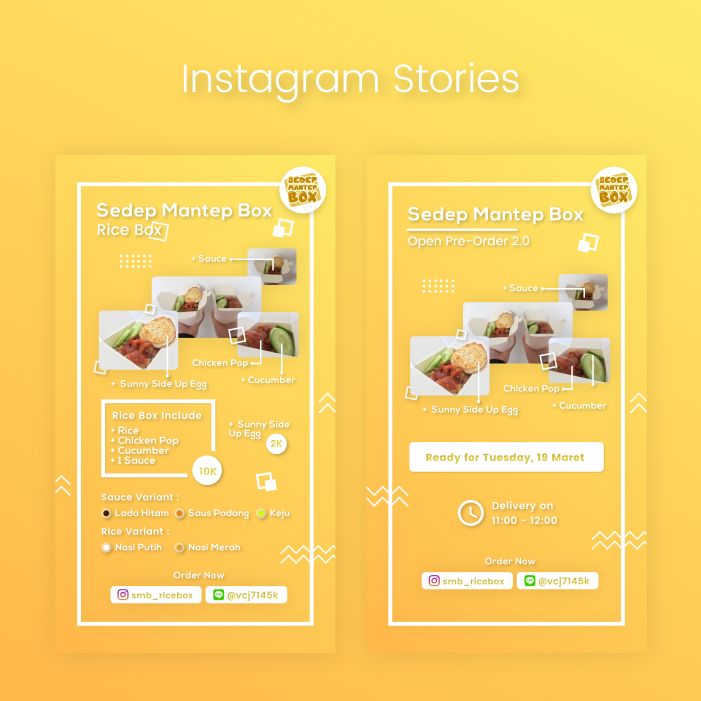 Instagram Stories
SEDEP
MANTEP
BOX
Sedep Mantep Box
Rice Box
+ Sauce
Chicken Pop
+ Cucumber
+ Sunny Side Up Egg
Rice Box Include
+ Rice
+ Chicken Pop
+ Cucumber
+ 1 Sauce
10K
+ Sunny Side
Up Egg
2K
Sauce Variant :
Lada Hitam
Saus Padang
Keju
Rice Variant :
Nasi Putih
Nasi Merah
Order Now
smb_ricebox
@vcj7145k
SEDEP
MANTEP
BOX
Sedep Mantep Box
Open Pre-Order 2.0
+ Sauce
Chicken Pop
+ Cucumber
+ Sunny Side Up Egg
Ready for Tuesday, 19 Maret
Delivery on
11:00 - 12:00
Order Now
smb_ricebox
@vcj7145k